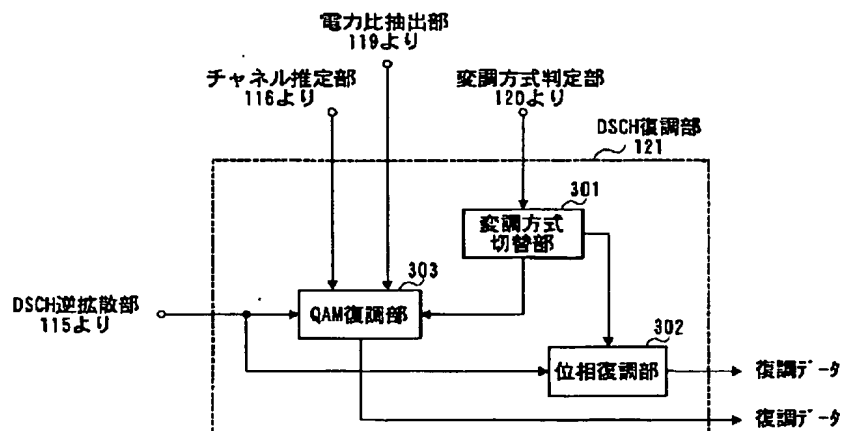 電力比抽出部
119より
チャネル推定部
116より
変調方式判定部
120より
DSCH復調部
121
301
変調方式
切替部
303
DSCH逆拡散部
115より
QAM復調部
302
位相復調部
復調データ
復調データ